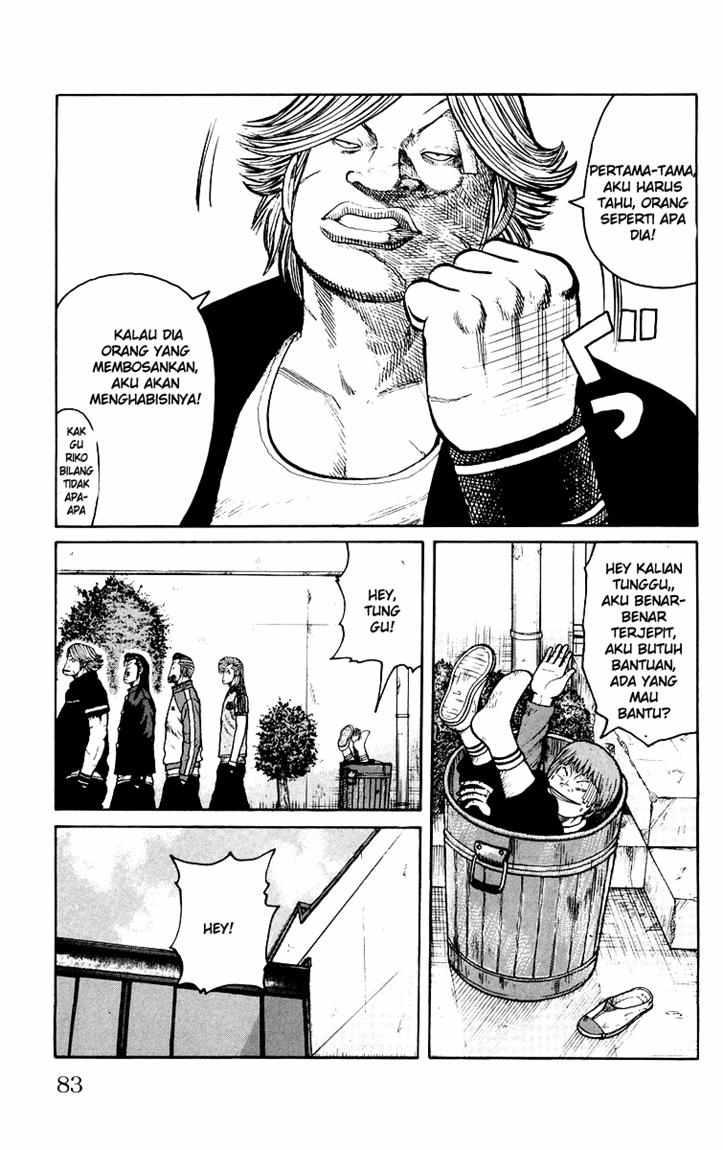 PERTAMA-TAMA,
AKU HARUS
TAHU, ORANG
SEPERTI APA
DIA!
KALAU DIA
ORANG YANG
MEMBOSANKAN,
AKU AKAN
MENGHABISINYA!
KAK
GU
RIKO
BILANG
TIDAK
APA-
APA
HEY KALIAN
TUNGGU,,
AKU BENAR-
BENAR
TERJEPIT,
AKU BUTUH
BANTUAN,
ADA YANG
MAU
BANTU?
HEY,
TUNG
GU!
HEY!
83